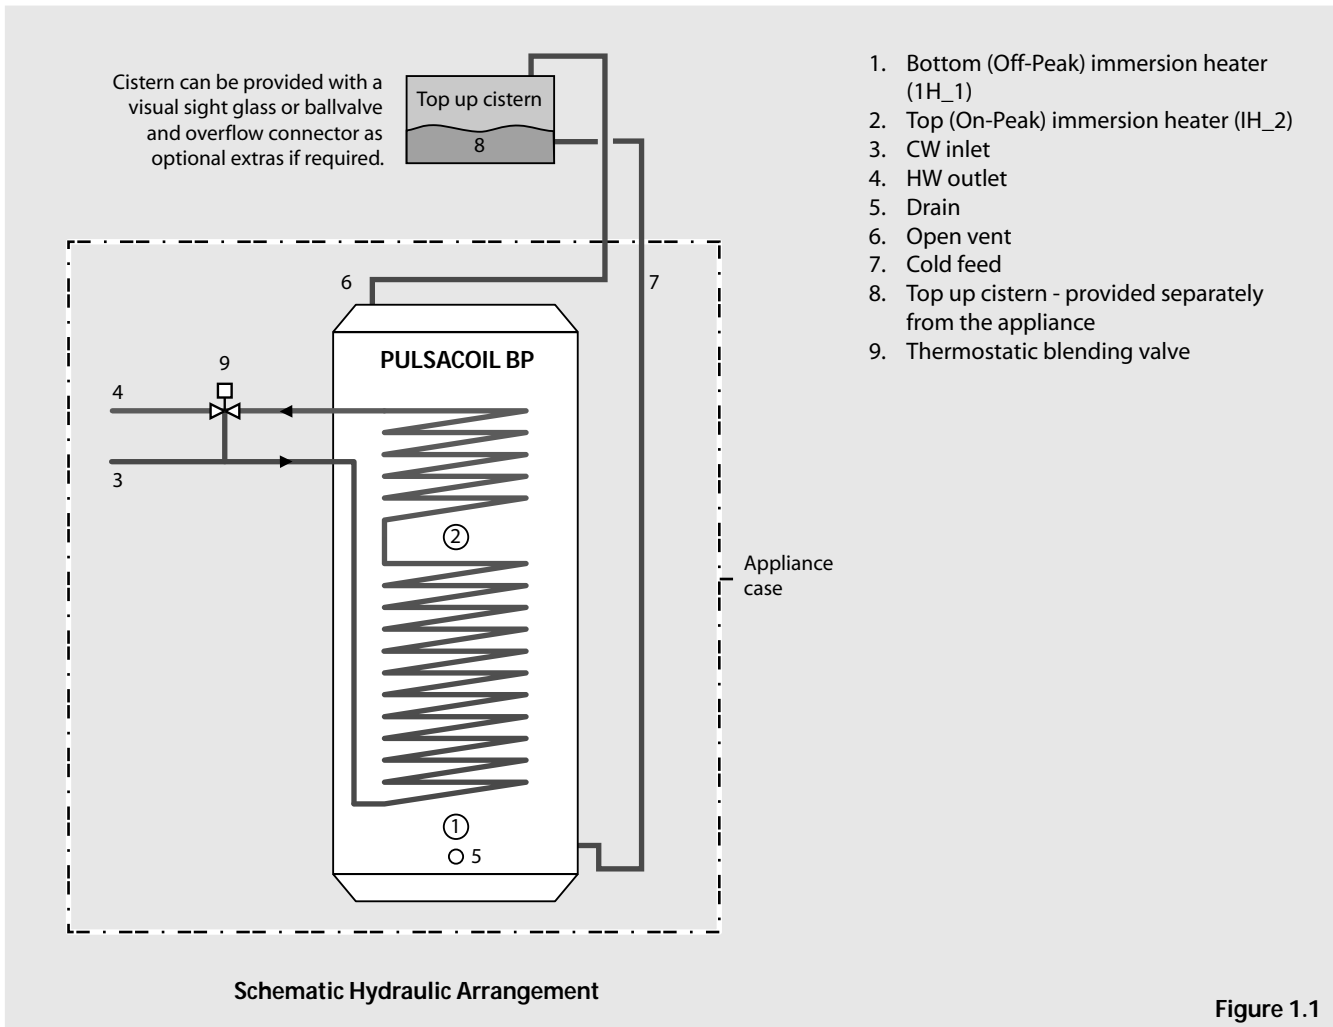 Cistern can be provided with a
visual sight glass or ballvalve
and overflow connector as
optional extras if required.
Top up cistern
8
6
7
PULSACOIL BP
9
4
3
2
Appliance
case
1
5
Schematic Hydraulic Arrangement
1. Bottom (Off-Peak) immersion heater
(1H_1)
2. Top (On-Peak) immersion heater (IH_2)
3. CW inlet
4. HW outlet
5. Drain
6. Open vent
7. Cold feed
8. Top up cistern - provided separately
from the appliance
9. Thermostatic blending valve
Figure 1.1